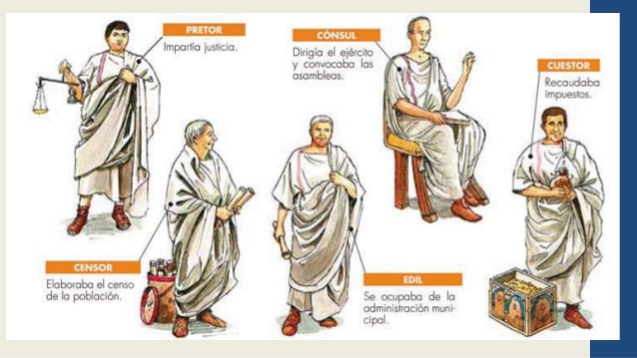 PRETOR
Impartía justicia.
CÓNSUL
Dirigía el ejército
y convocaba las
asambleas.
CUESTOR
Recaudaba
impuestos.
CENSOR
Elaboraba el censo
de la población.
EDIL
Se ocupaba de la
administración muni-
cipal.